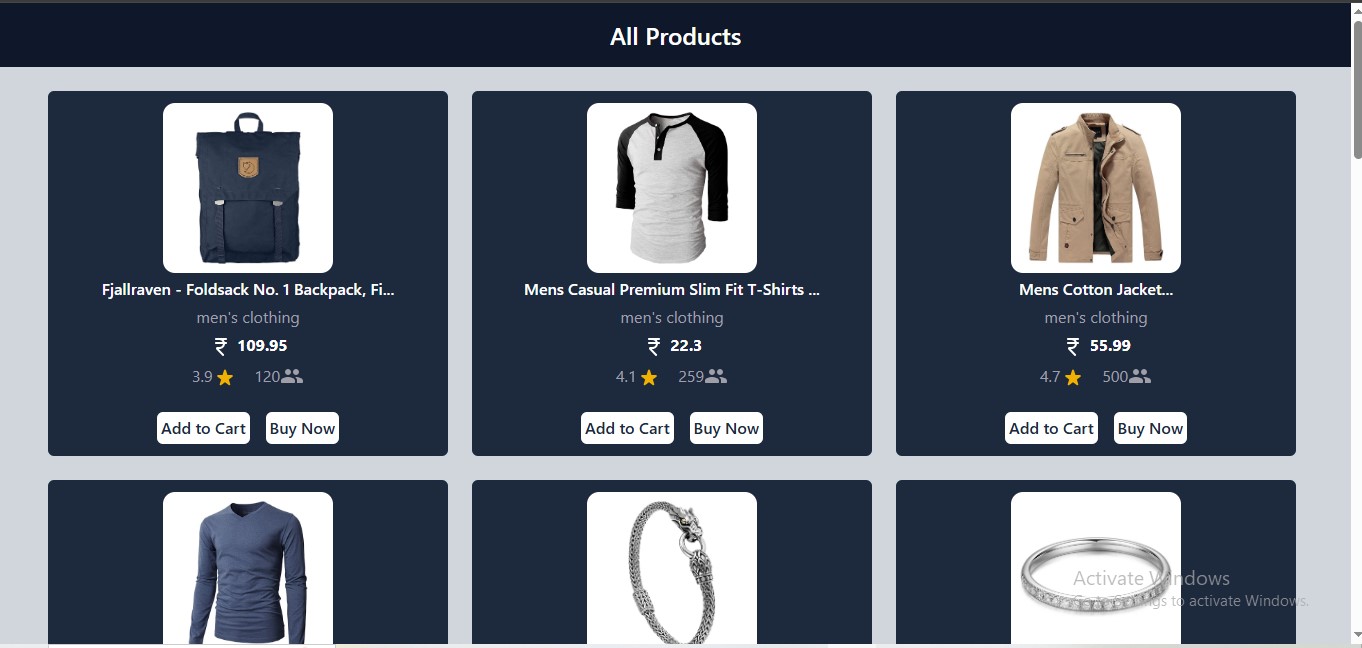 All Products
Fjallraven - Foldsack No. 1 Backpack, Fi...
men's clothing
₹ 109.95
3.9 120
Add to Cart Buy Now
Mens Casual Premium Slim Fit T-Shirts ...
men's clothing
₹ 22.3
4.1 259
Add to Cart Buy Now
Mens Cotton Jacket...
men's clothing
₹ 55.99
4.7 500
Add to Cart Buy Now
Activate Windows
Go to Settings to activate Windows.